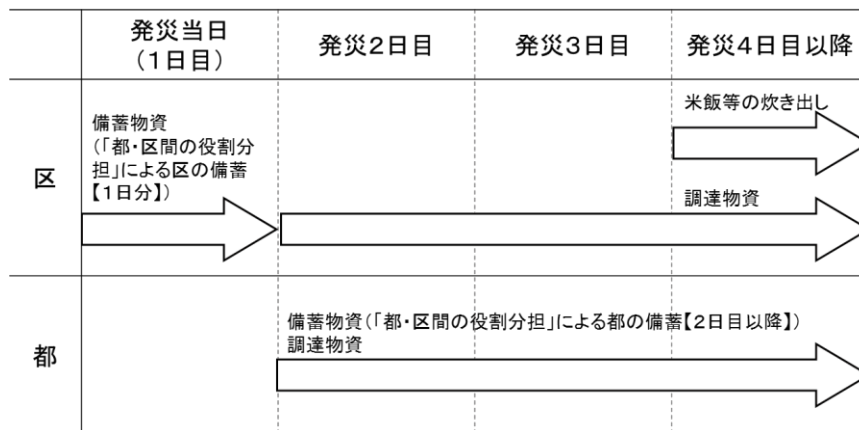 発災当日
(1日目)
発災2日目
発災3日目
発災4日目以降
区
備蓄物資
(「都・区間の役割分
担」による区の備蓄
【1日分】)
米飯等の炊き出し
調達物資
都
備蓄物資(「都・区間の役割分担」による都の備蓄【2日目以降】)
調達物資